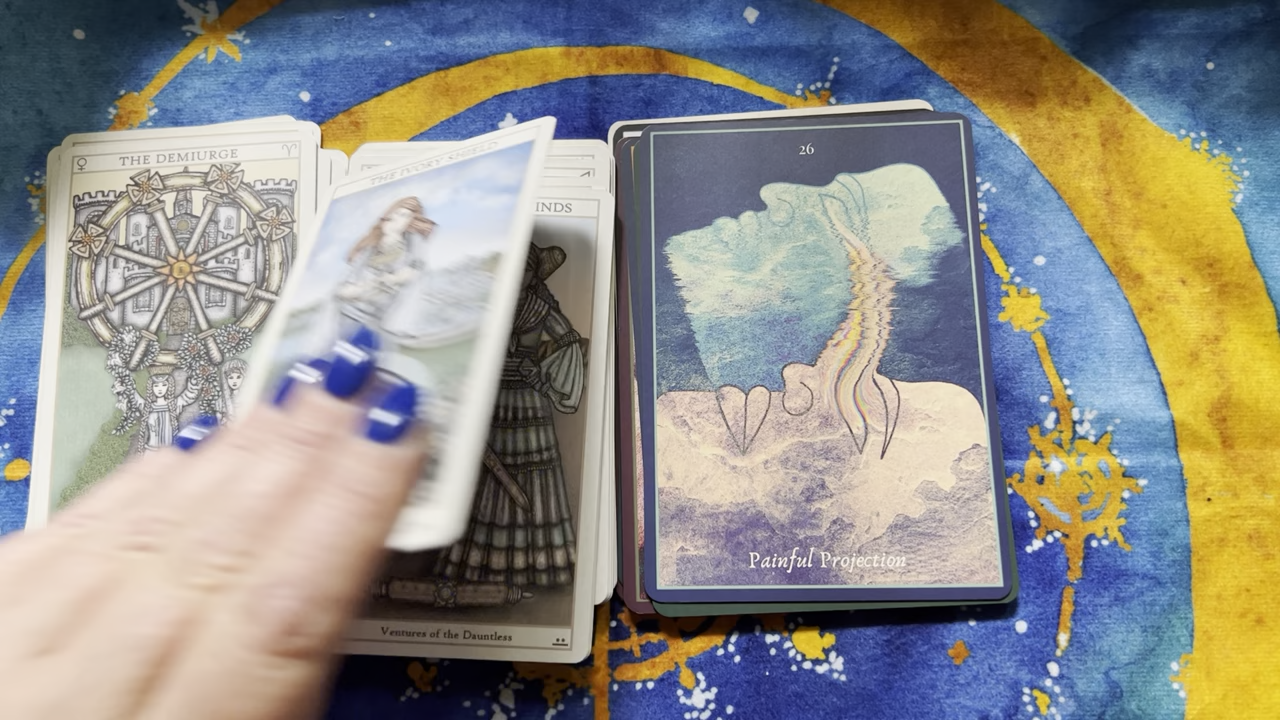 THE DEMIURGE
THE IVORY SHIELD
INDS
Ventures of the Dauntless
26
Painful Projection